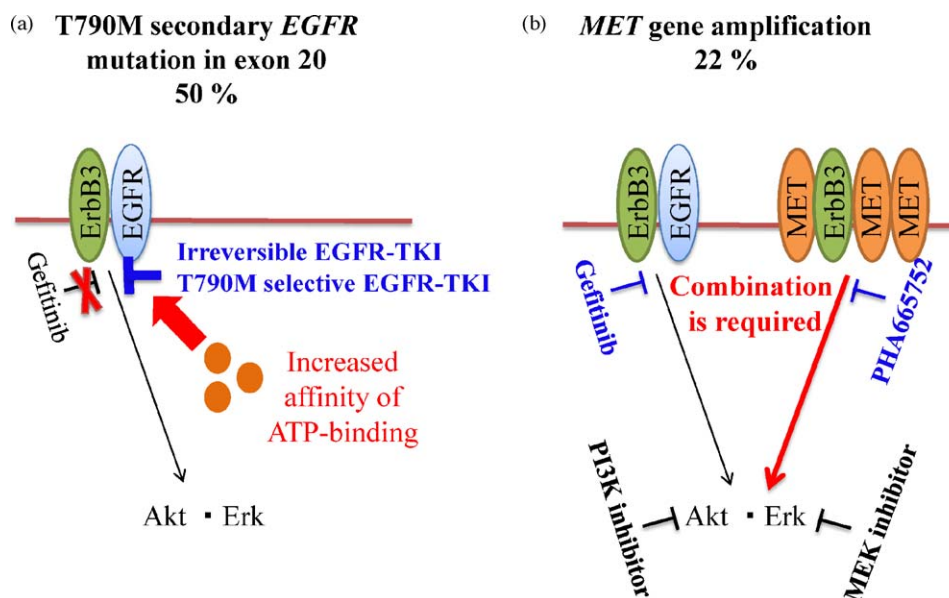 (a) T790M secondary EGFR
mutation in exon 20
50 %
ErbB3
EGFR
Gefitinib
Irreversible EGFR-TKI
T790M selective EGFR-TKI
Increased
affinity of
ATP-binding
Akt ･ Erk
(b) MET gene amplification
22 %
ErbB3
EGFR
MET
ErbB3
MET
MET
Gefitinib
Combination
is required
PHA665752
PI3K inhibitor
Akt ･ Erk
MEK inhibitor